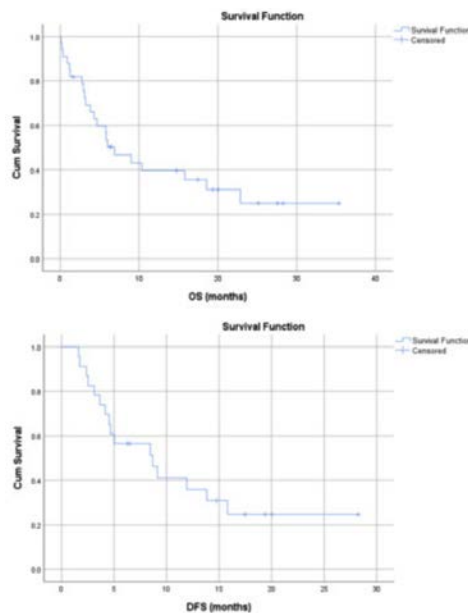 Survival Function
Survival Function
Censored
1.0
0.8
0.6
0.4
0.2
0.0
Cum Survival
0 10 20 30 40
OS (months)
Survival Function
Survival Function
Censored
1.0
0.8
0.6
0.4
0.2
0.0
Cum Survival
0 5 10 15 20 25 30
DFS (months)